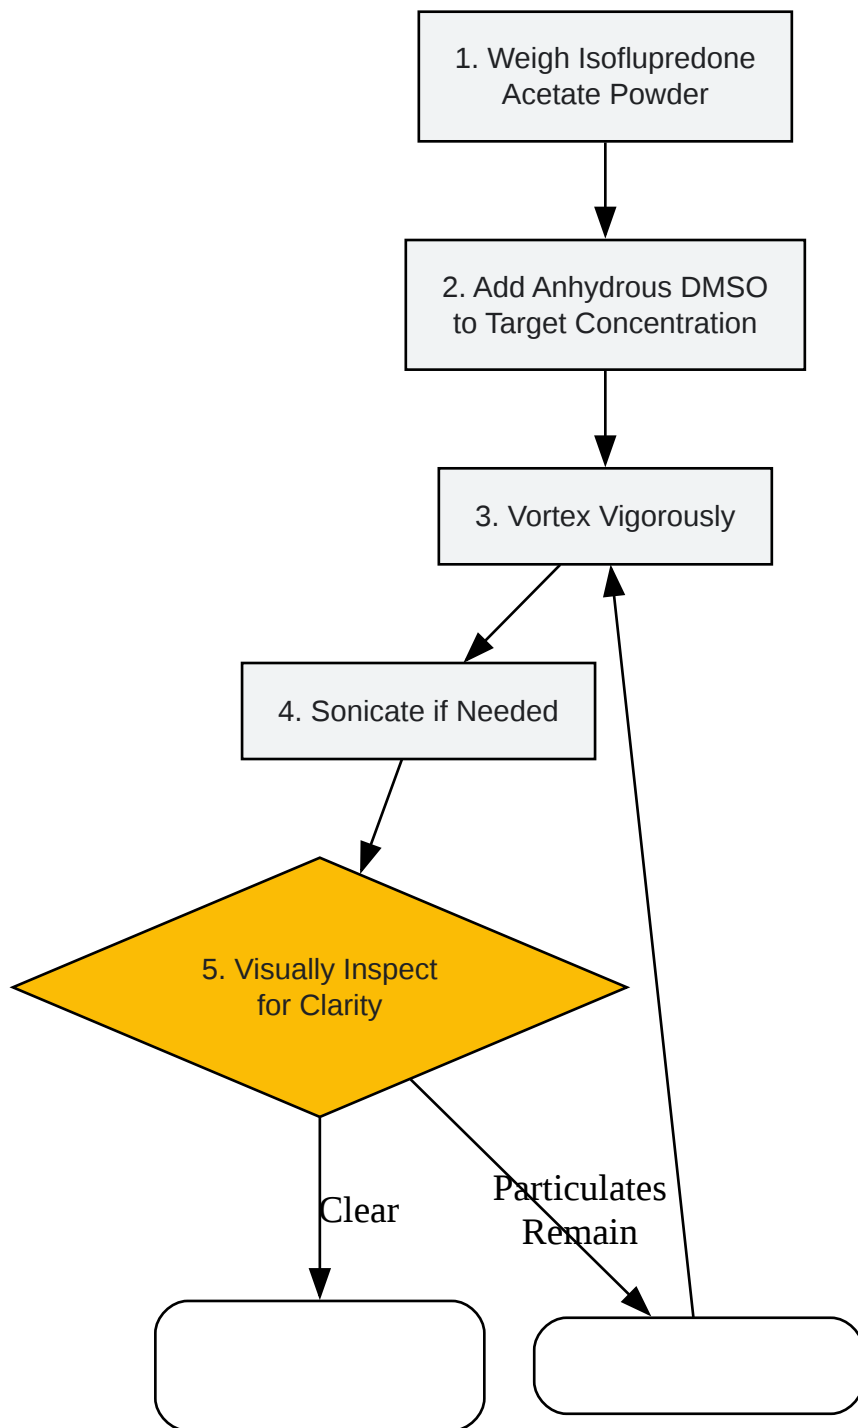 1. Weigh Isoflupredone
Acetate Powder
2. Add Anhydrous DMSO
to Target Concentration
3. Vortex Vigorously
4. Sonicate if Needed
5. Visually Inspect
for Clarity
Clear
Particulates
Remain